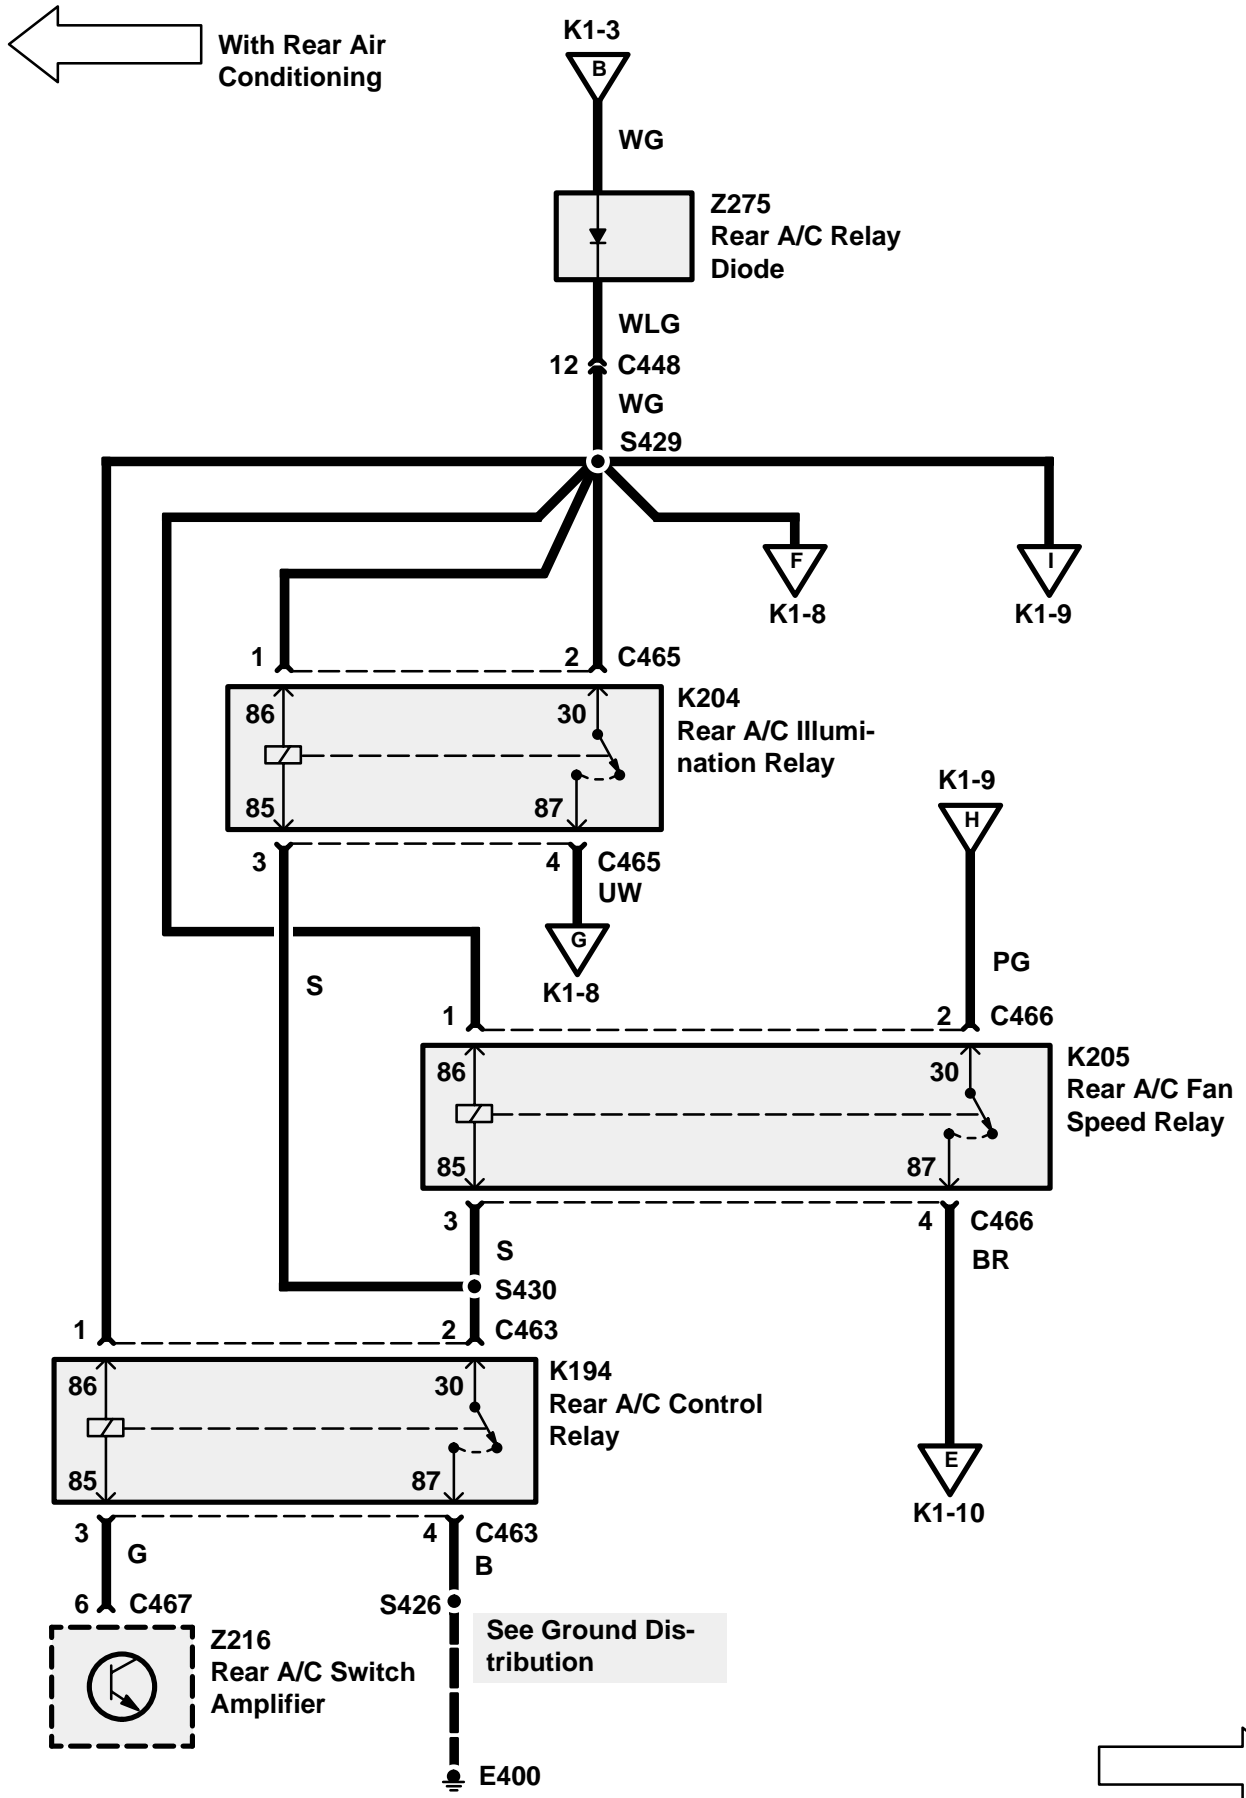 With Rear Air
Conditioning
K1-3
B
WG
Z275
Rear A/C Relay
Diode
WLG
12 C448
WG
S429
F
K1-8
I
K1-9
1 2 C465
K204
Rear A/C Illumi-
nation Relay
86 30
85 87
3 4 C465
UW
G
K1-8
K1-9
H
S
PG
1 2 C466
K205
Rear A/C Fan
Speed Relay
86 30
85 87
3 4 C466
S BR
S430
1 2 C463
K194
Rear A/C Control
Relay
86 30
85 87
E
K1-10
3 4 C463
G B
6 C467
S426
See Ground Dis-
tribution
Z216
Rear A/C Switch
Amplifier
E400